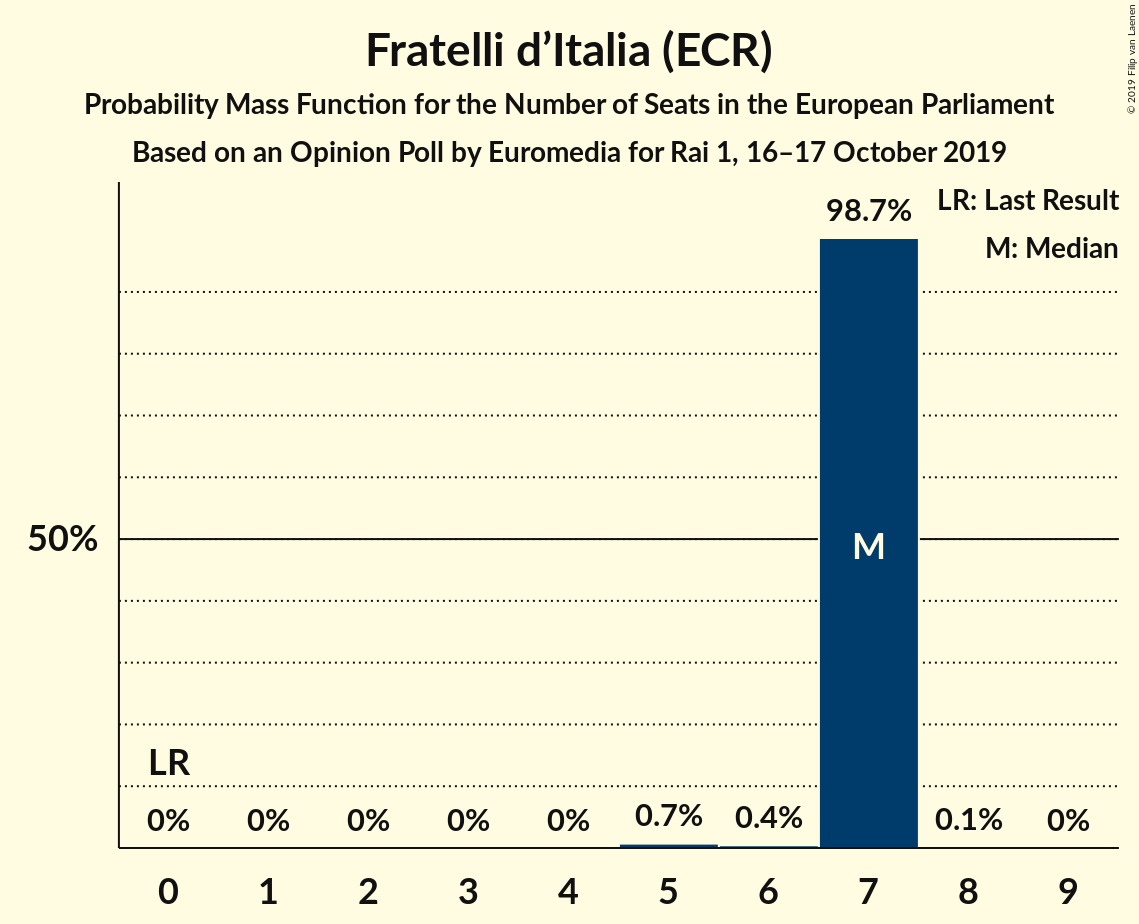 Fratelli d’Italia (ECR)
Probability Mass Function for the Number of Seats in the European Parliament
Based on an Opinion Poll by Euromedia for Rai 1, 16–17 October 2019
© 2019 Filip van Laenen
LR: Last Result
M: Median
98.7%
50%
M
LR
0% 0% 0% 0% 0% 0.7% 0.4% 0.1% 0%
0 1 2 3 4 5 6 7 8 9